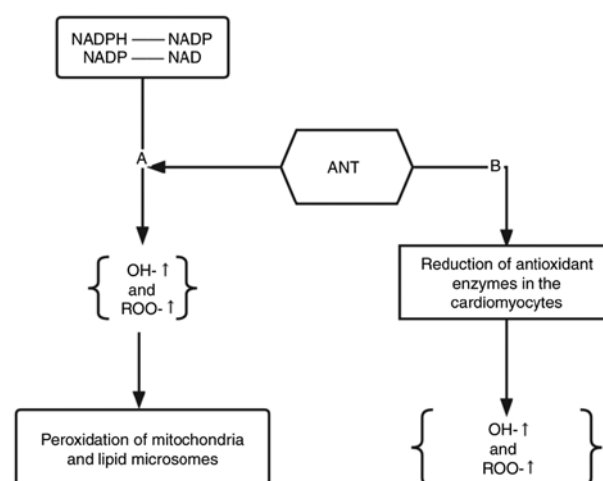 NADPH —— NADP
NADP —— NAD
A
ANT
B
OH- ↑
and
ROO- ↑
Reduction of antioxidant
enzymes in the
cardiomyocytes
Peroxidation of mitochondria
and lipid microsomes
OH- ↑
and
ROO- ↑